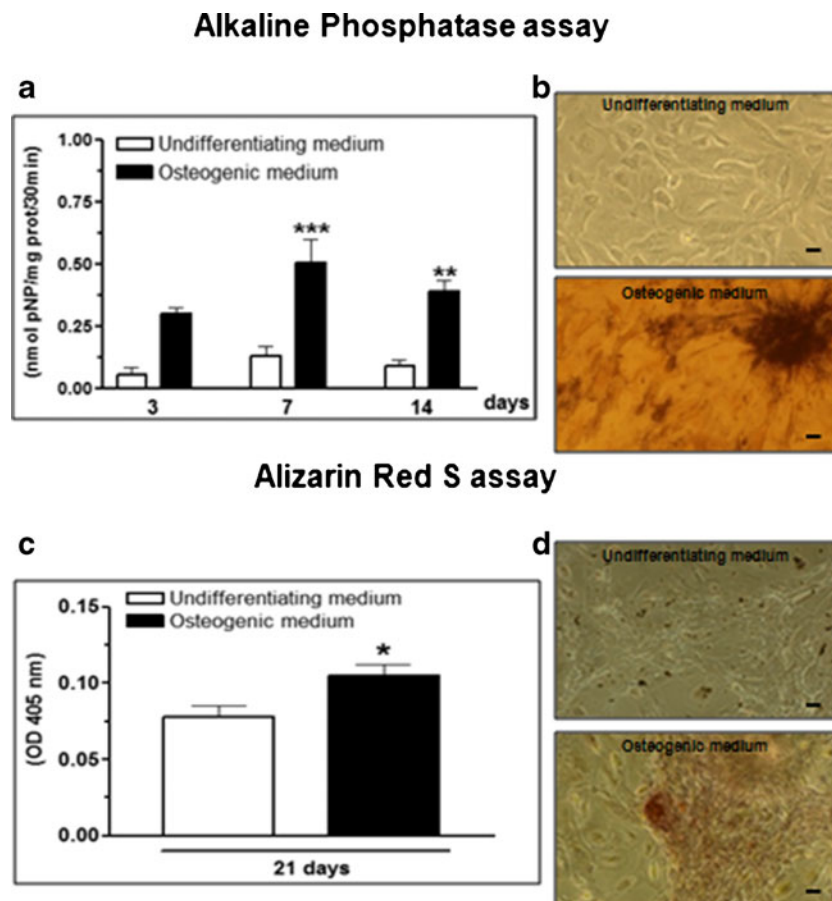 Alkaline Phosphatase assay
a
b
1.00
0.75
0.50
0.25
0.00
(nmol pNP/mg prot/30min)
Undifferentiating medium
Osteogenic medium
***
**
3 7 14 days
Undifferentiating medium
Osteogenic medium
Alizarin Red S assay
c
d
0.15
0.10
0.05
0.00
(OD 405 nm)
Undifferentiating medium
Osteogenic medium
*
21 days
Undifferentiating medium
Osteogenic medium